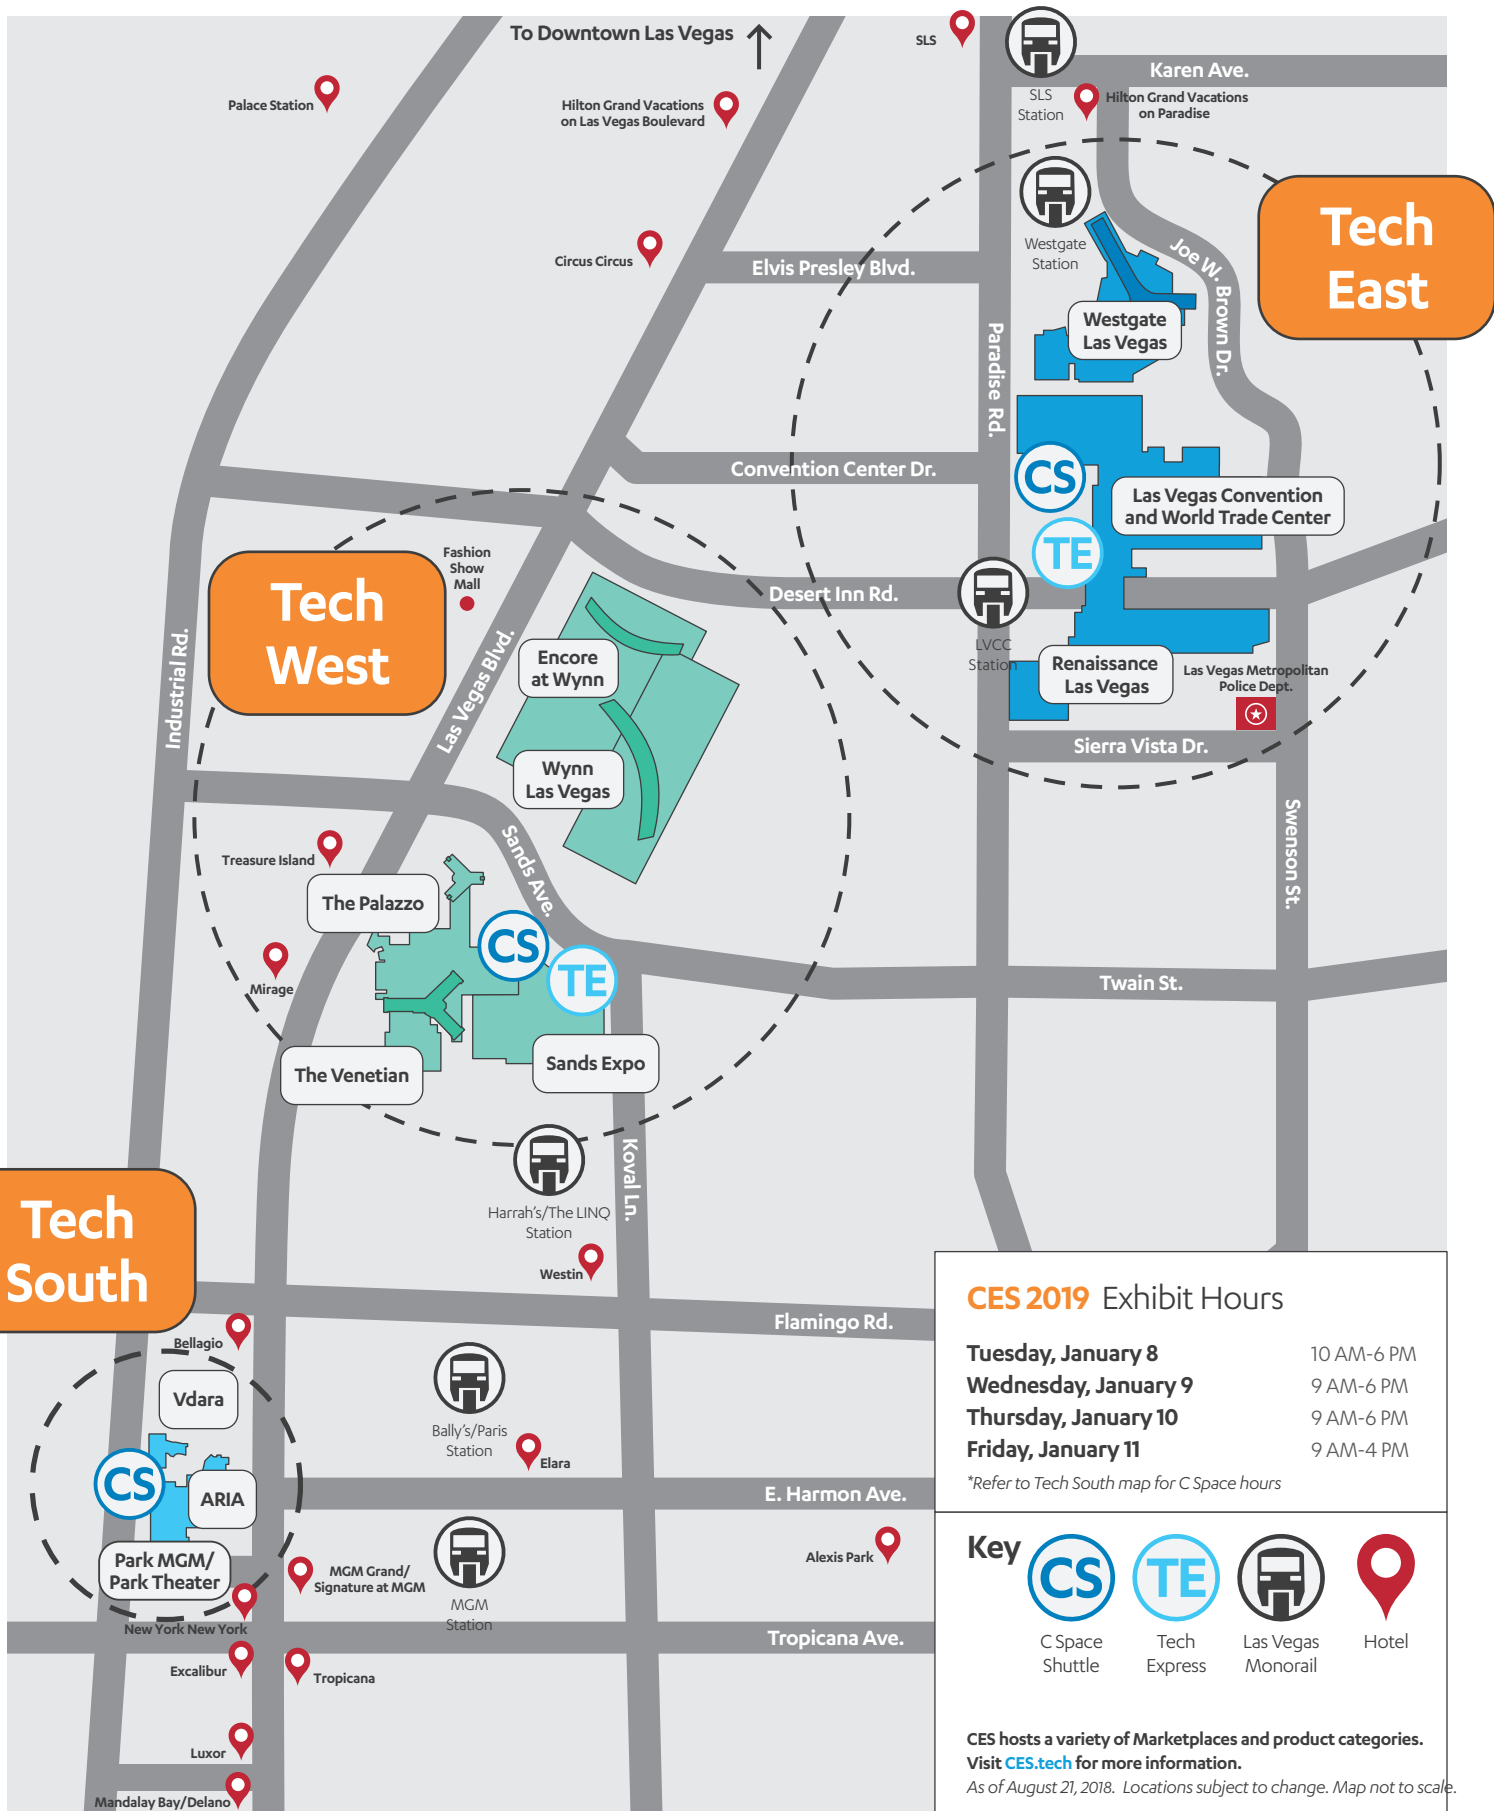 To Downtown Las Vegas
SLS
Karen Ave.
Palace Station
Hilton Grand Vacations
on Las Vegas Boulevard
SLS
Station
Hilton Grand Vacations
on Paradise
Tech
East
Westgate
Station
Joe W. Brown Dr.
Circus Circus
Elvis Presley Blvd.
Westgate
Las Vegas
Paradise Rd.
Convention Center Dr.
CS
Las Vegas Convention
and World Trade Center
TE
Fashion
Show
Mall
Tech
West
Desert Inn Rd.
LVCC
Station
Industrial Rd.
Las Vegas Blvd.
Encore
at Wynn
Renaissance
Las Vegas
Las Vegas Metropolitan
Police Dept.
Sierra Vista Dr.
Wynn
Las Vegas
Swenson St.
Sands Ave.
Treasure Island
The Palazzo
CS
TE
Mirage
Twain St.
The Venetian
Sands Expo
Koval Ln.
Harrah's/The LINQ
Station
Tech
South
Westin
Flamingo Rd.
Bellagio
Vdara
Bally's/Paris
Station
Elara
CS
ARIA
E. Harmon Ave.
Park MGM/
Park Theater
MGM Grand/
Signature at MGM
MGM
Station
Alexis Park
New York New York
Tropicana Ave.
Excalibur
Tropicana
Luxor
Mandalay Bay/Delano
CES 2019 Exhibit Hours
Tuesday, January 8 10 AM-6 PM
Wednesday, January 9 9 AM-6 PM
Thursday, January 10 9 AM-6 PM
Friday, January 11 9 AM-4 PM
*Refer to Tech South map for C Space hours
Key
CS
TE
C Space
Shuttle
Tech
Express
Las Vegas
Monorail
Hotel
CES hosts a variety of Marketplaces and product categories.
Visit CES.tech for more information.
As of August 21, 2018. Locations subject to change. Map not to scale.